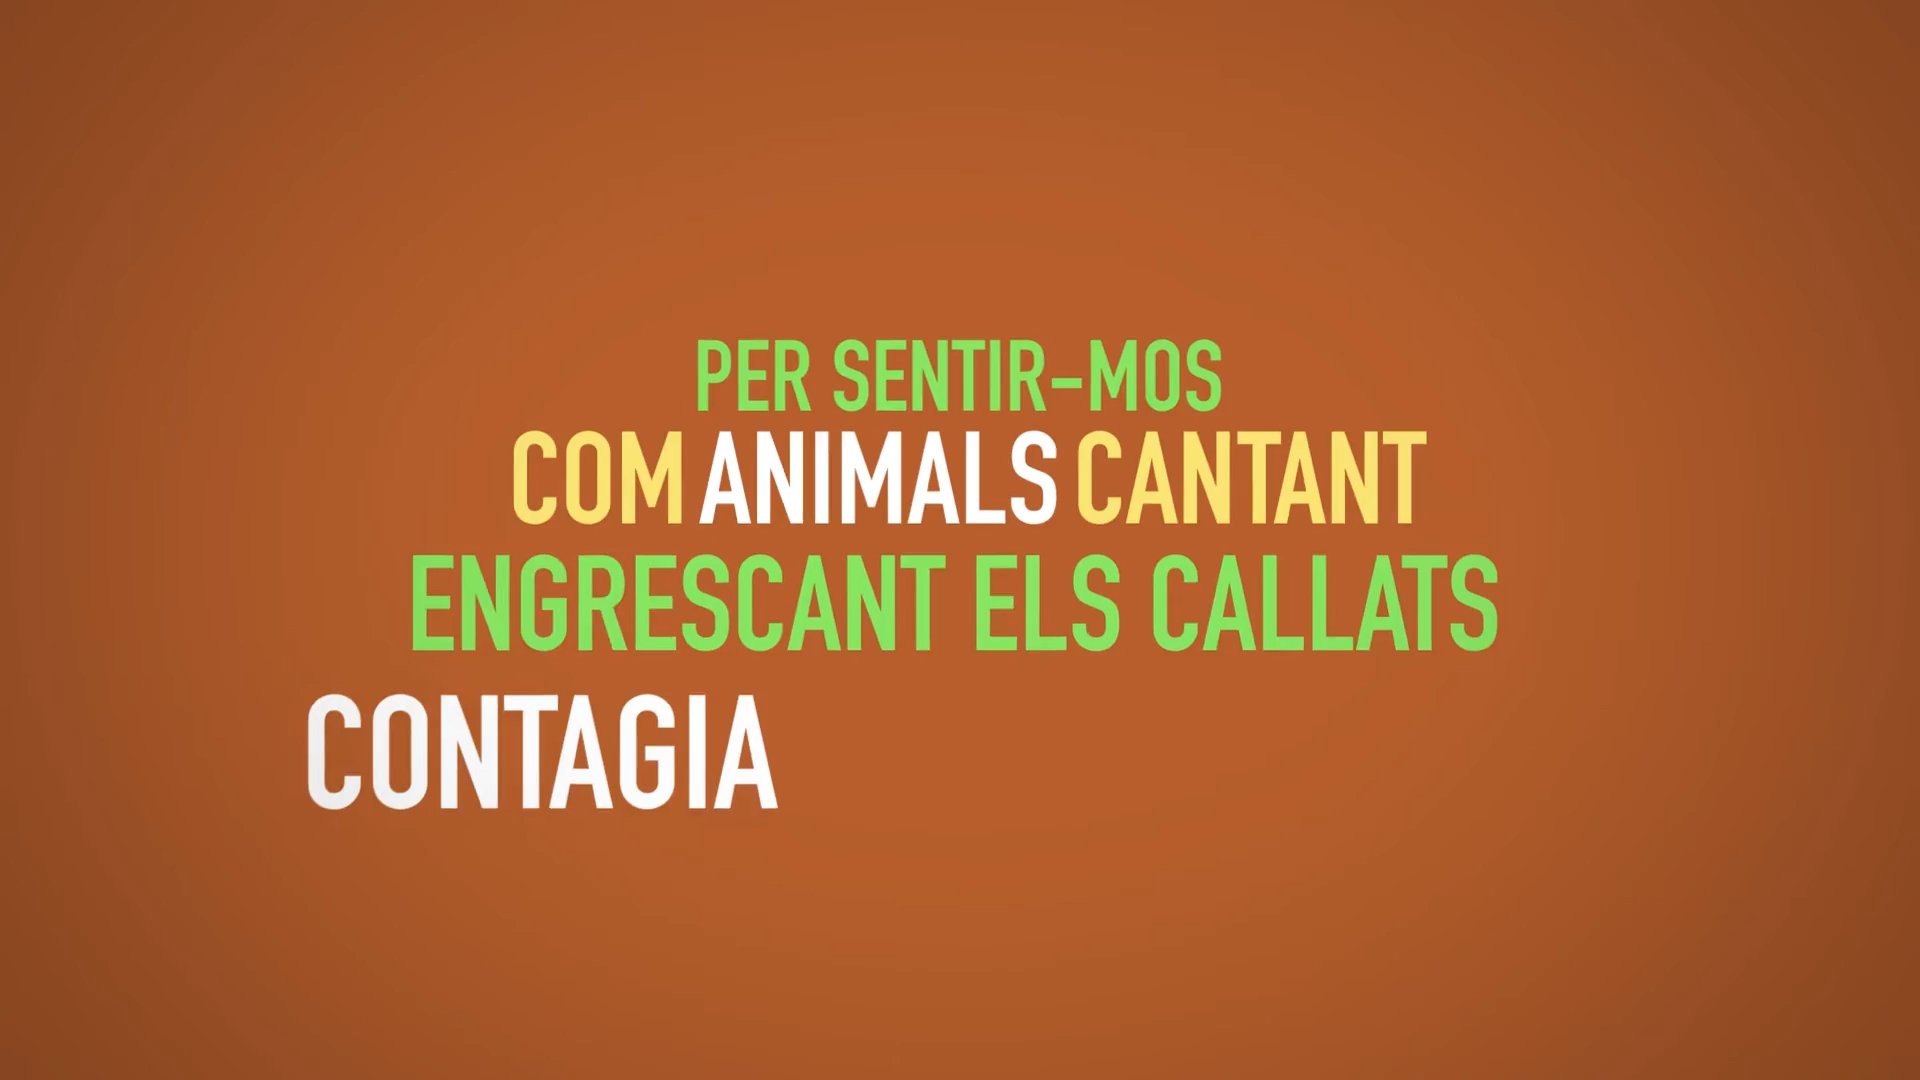 PER SENTIR-MOS
COM ANIMALS CANTANT
ENGRESCANT ELS CALLATS
CONTAGIA